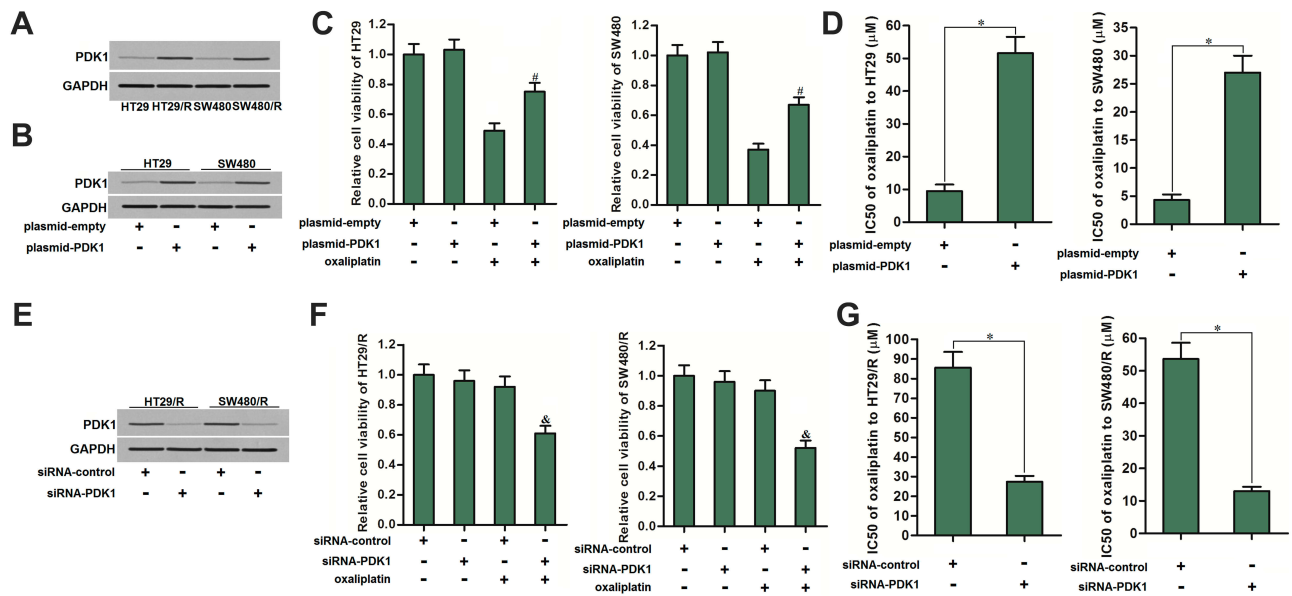 A
PDK1
GAPDH
HT29 HT29/R SW480 SW480/R
B
HT29 SW480
PDK1
GAPDH
plasmid-empty + - + -
plasmid-PDK1 - + - +
C
Relative cell viability of HT29
1.2
1.0
0.8
0.6
0.4
0.2
0.0
#
plasmid-empty + - + -
plasmid-PDK1 - + - +
oxaliplatin - - + +
Relative cell viability of SW480
1.2
1.0
0.8
0.6
0.4
0.2
0.0
#
plasmid-empty + - + -
plasmid-PDK1 - + - +
oxaliplatin - - + +
D
IC50 of oxaliplatin to HT29 (μM)
60
50
40
30
20
10
0
*
plasmid-empty + -
plasmid-PDK1 - +
IC50 of oxaliplatin to SW480 (μM)
35
30
25
20
15
10
5
0
*
plasmid-empty + -
plasmid-PDK1 - +
E
HT29/R SW480/R
PDK1
GAPDH
siRNA-control + - + -
siRNA-PDK1 - + - +
F
Relative cell viability of HT29/R
1.2
1.0
0.8
0.6
0.4
0.2
0.0
&
siRNA-control + - + -
siRNA-PDK1 - + - +
oxaliplatin - - + +
Relative cell viability of SW480/R
1.2
1.0
0.8
0.6
0.4
0.2
0.0
&
siRNA-control + - + -
siRNA-PDK1 - + - +
oxaliplatin - - + +
G
IC50 of oxaliplatin to HT29/R (μM)
100
90
80
70
60
50
40
30
20
10
0
*
siRNA-control + -
siRNA-PDK1 - +
IC50 of oxaliplatin to SW480/R (μM)
60
50
40
30
20
10
0
*
siRNA-control + -
siRNA-PDK1 - +